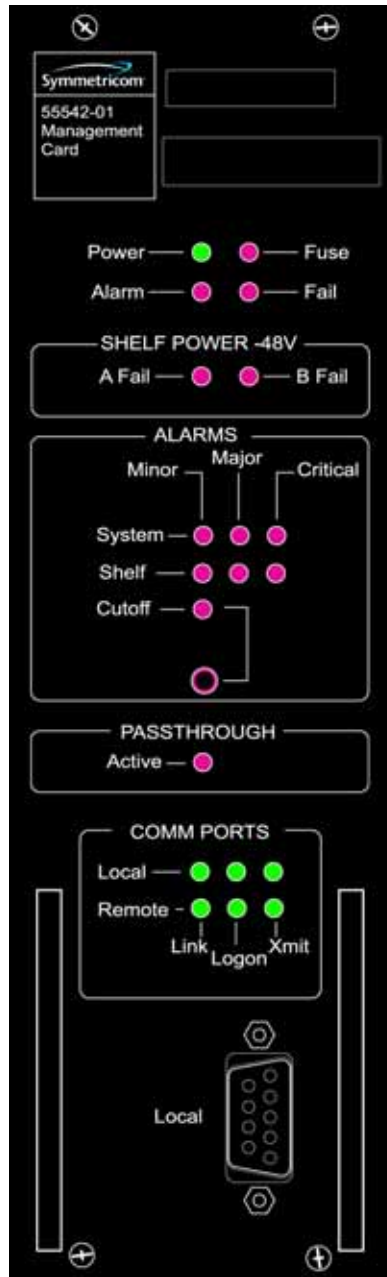 Symmetricom
55542-01
Management
Card
Power
Fuse
Alarm
Fail
SHELF POWER -48V
A Fail
B Fail
ALARMS
Minor
Major
Critical
System
Shelf
Cutoff
PASSTHROUGH
Active
COMM PORTS
Local
Remote
Link
Logon
Xmit
Local